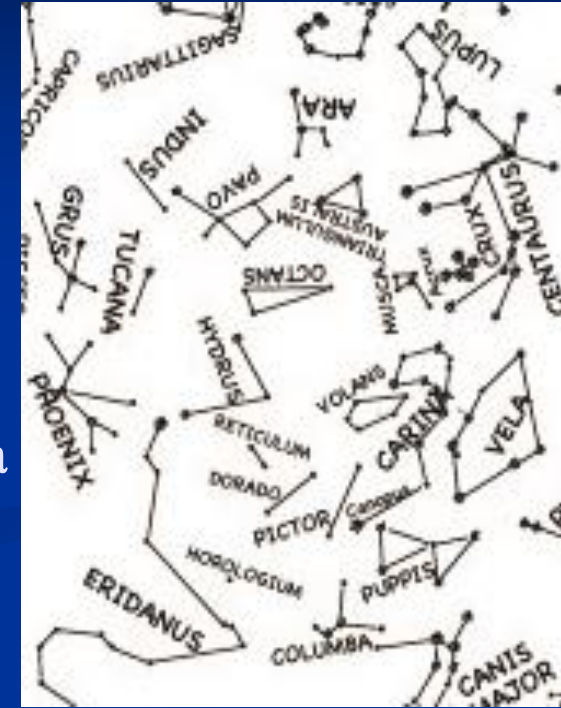 SAGITTARIUS
LUPUS
ARA
INDUS
PAVO
TRIANGULUM
AUSTRALIS
CRUX
CENTAURUS
GRUS
TUCANA
OCTANS
MUSCA
HYDRUS
PHOENIX
VOLANS
CARINA
VELA
RETICULUM
DORADO
PICTOR
Canopus
HOROLOGIUM
PUPPIS
ERIDANUS
COLUMBA
CANIS
MAJOR